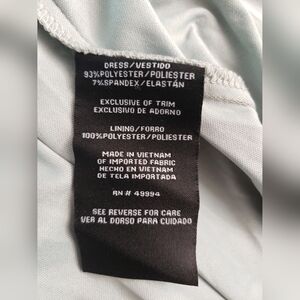 DRESS/VESTIDO
93%POLYESTER/POLIESTER
7%SPANDEX/ELASTÁN
EXCLUSIVE OF TRIM
EXCLUSIVO DE ADORNO
LINING/FORRO
100%POLYESTER/POLIESTER
MADE IN VIETNAM
OF IMPORTED FABRIC
HECHO EN VIETNAM
DE TELA IMPORTADA
RN # 49994
SEE REVERSE FOR CARE
VER AL DORSO PARA CUIDADO